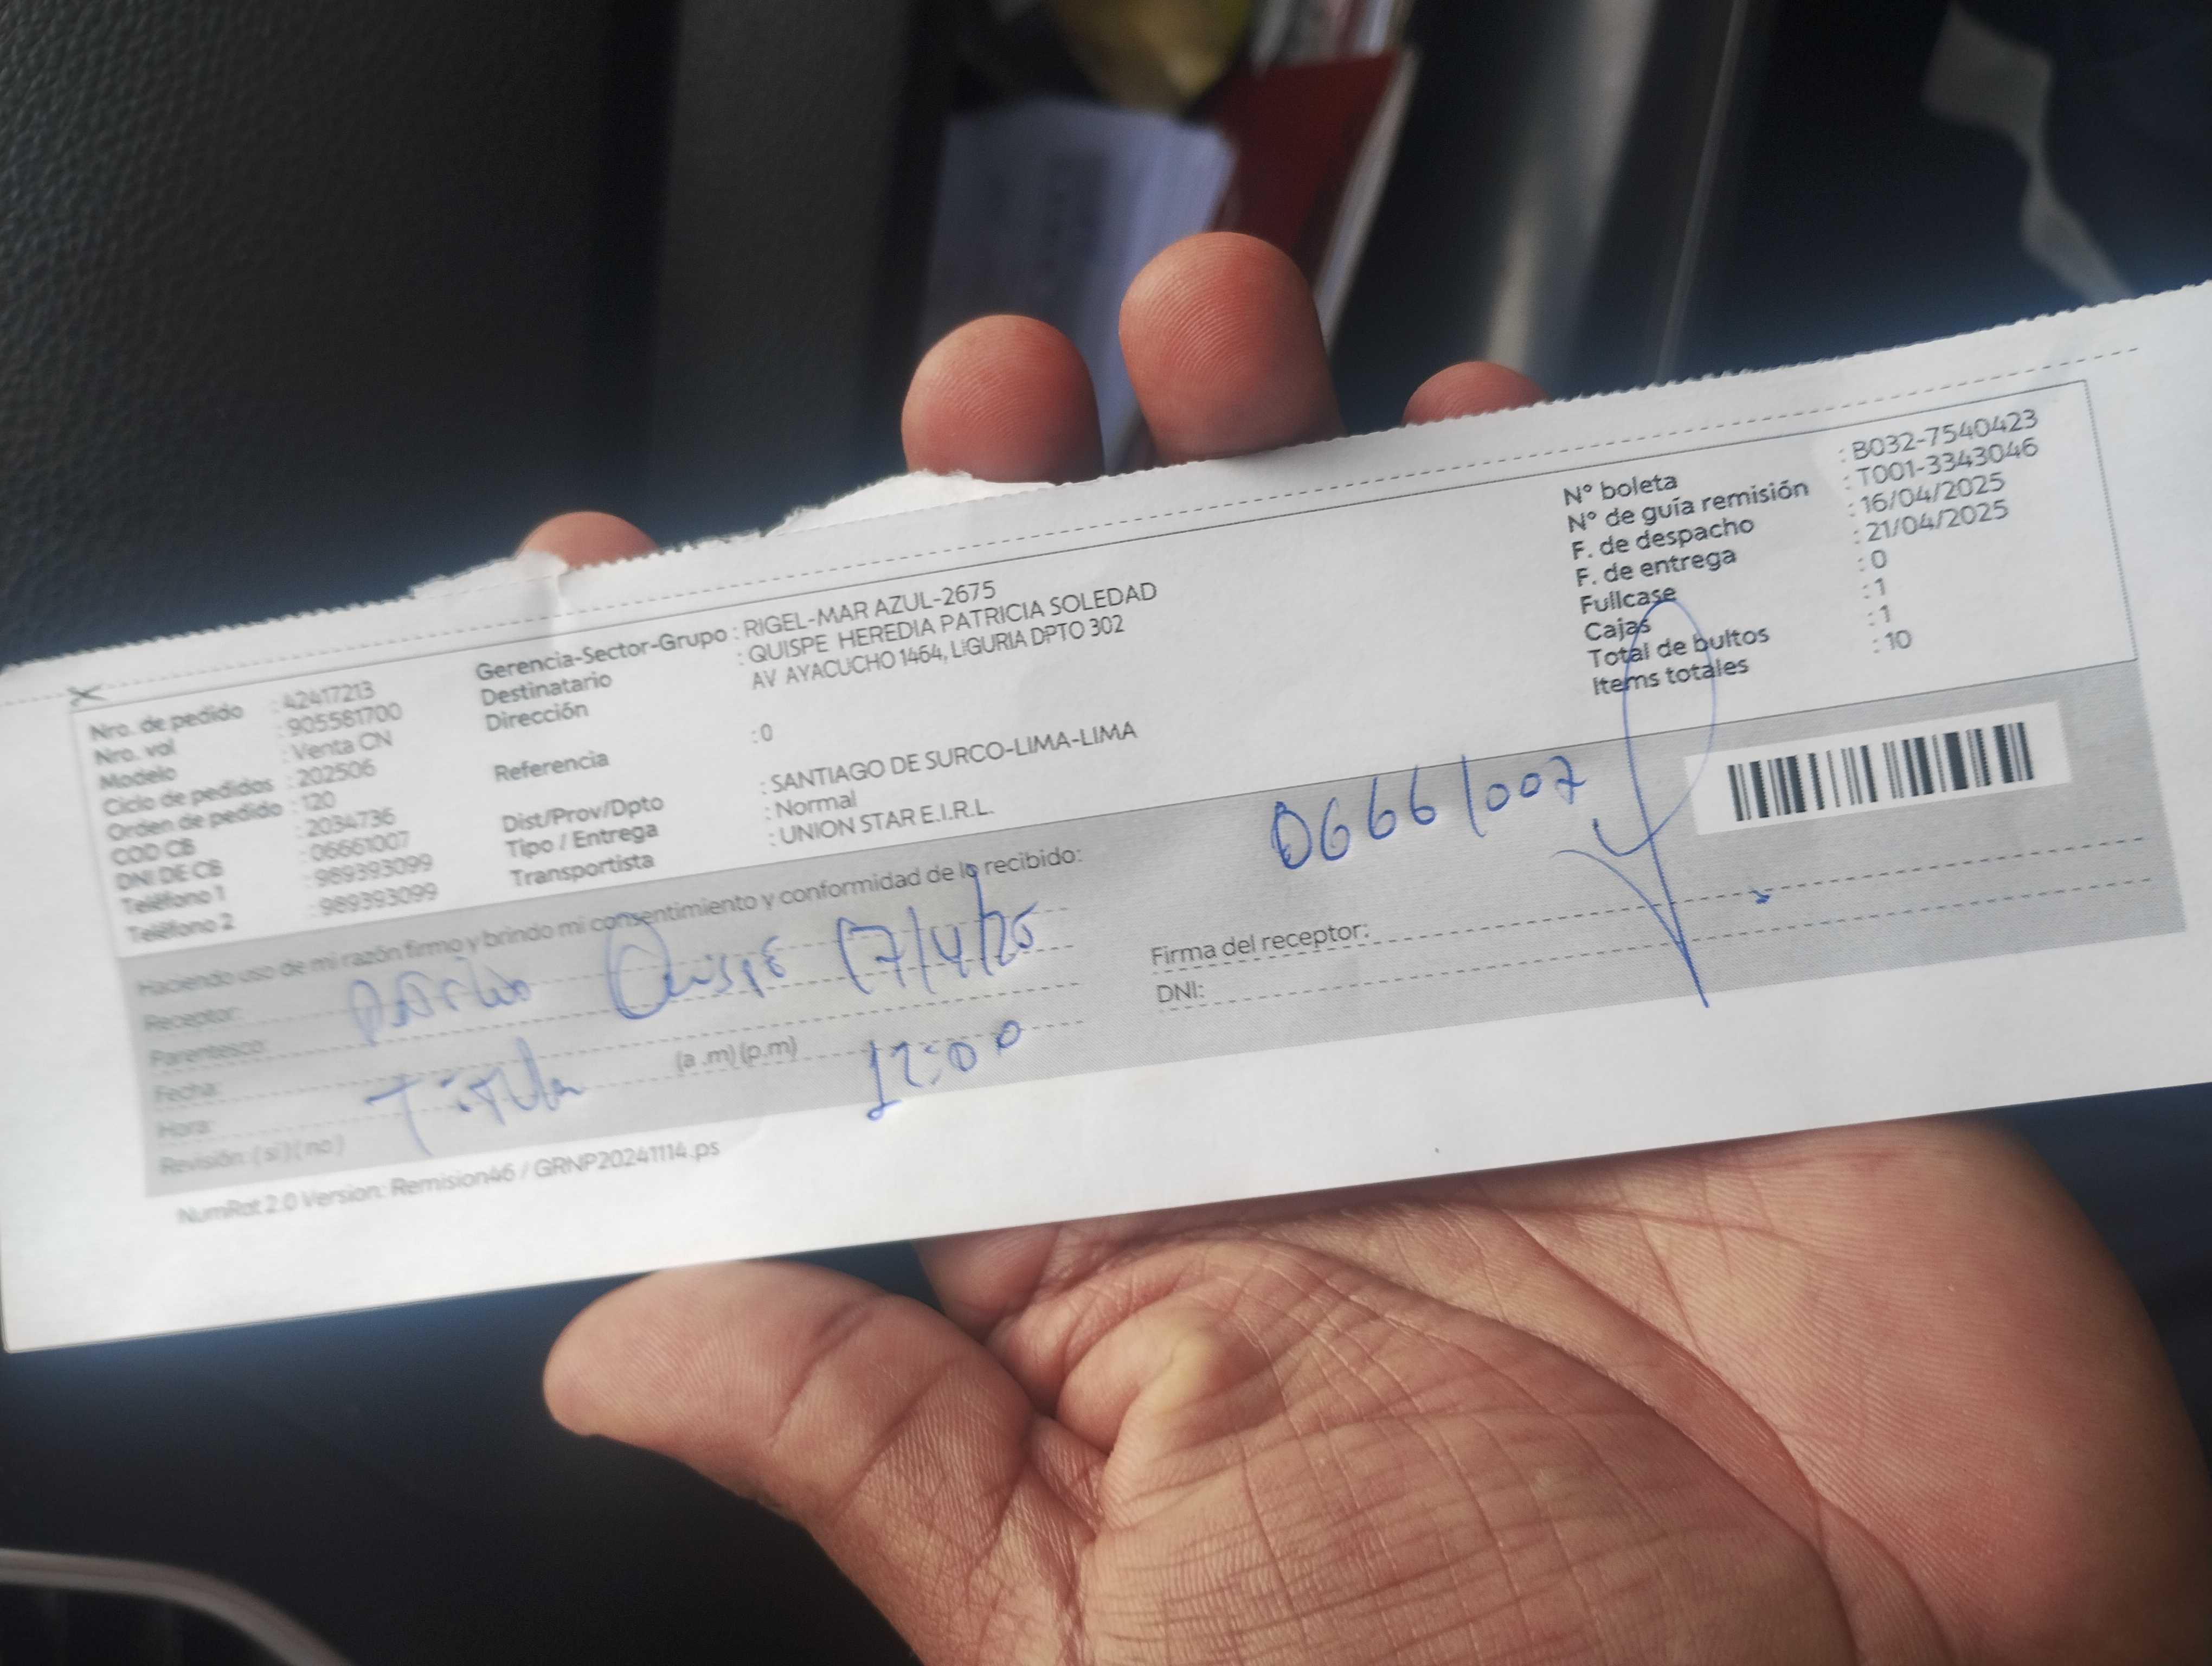 Nro. de pedido : 42417213
Nro. vol : 905581700
Modelo : Venta CN
Ciclo de pedidos : 202506
Orden de pedido : 120
COD CB : 2034736
DNI DE CB : 06661007
Teléfono 1 : 989393099
Teléfono 2 : 989393099
Gerencia-Sector-Grupo : RIGEL-MAR AZUL-2675
Destinatario : QUISPE HEREDIA PATRICIA SOLEDAD
Dirección AV AYACUCHO 1464, LIGURIA DPTO 302
Referencia : 0
Dist/Prov/Dpto : SANTIAGO DE SURCO-LIMA-LIMA
Tipo / Entrega : Normal
Transportista : UNION STAR E.I.R.L.
N° boleta : B032-7540423
N° de guía remisión : T001-3343046
F. de despacho : 16/04/2025
F. de entrega : 21/04/2025
Fullcase : 0
Cajas : 1
Total de bultos : 1
Items totales : 10
Haciendo uso de mi razón firmo y brindo mi consentimiento y conformidad de lo recibido:
Receptor: Quispe 17/4/25
Parentesco:
Fecha:
Hora: (a .m) (p.m) 12:00
Revisión: ( si ) ( no )
06661007
Firma del receptor:
DNI:
NumRot 2.0 Version: Remision46 / GRNP20241114.ps